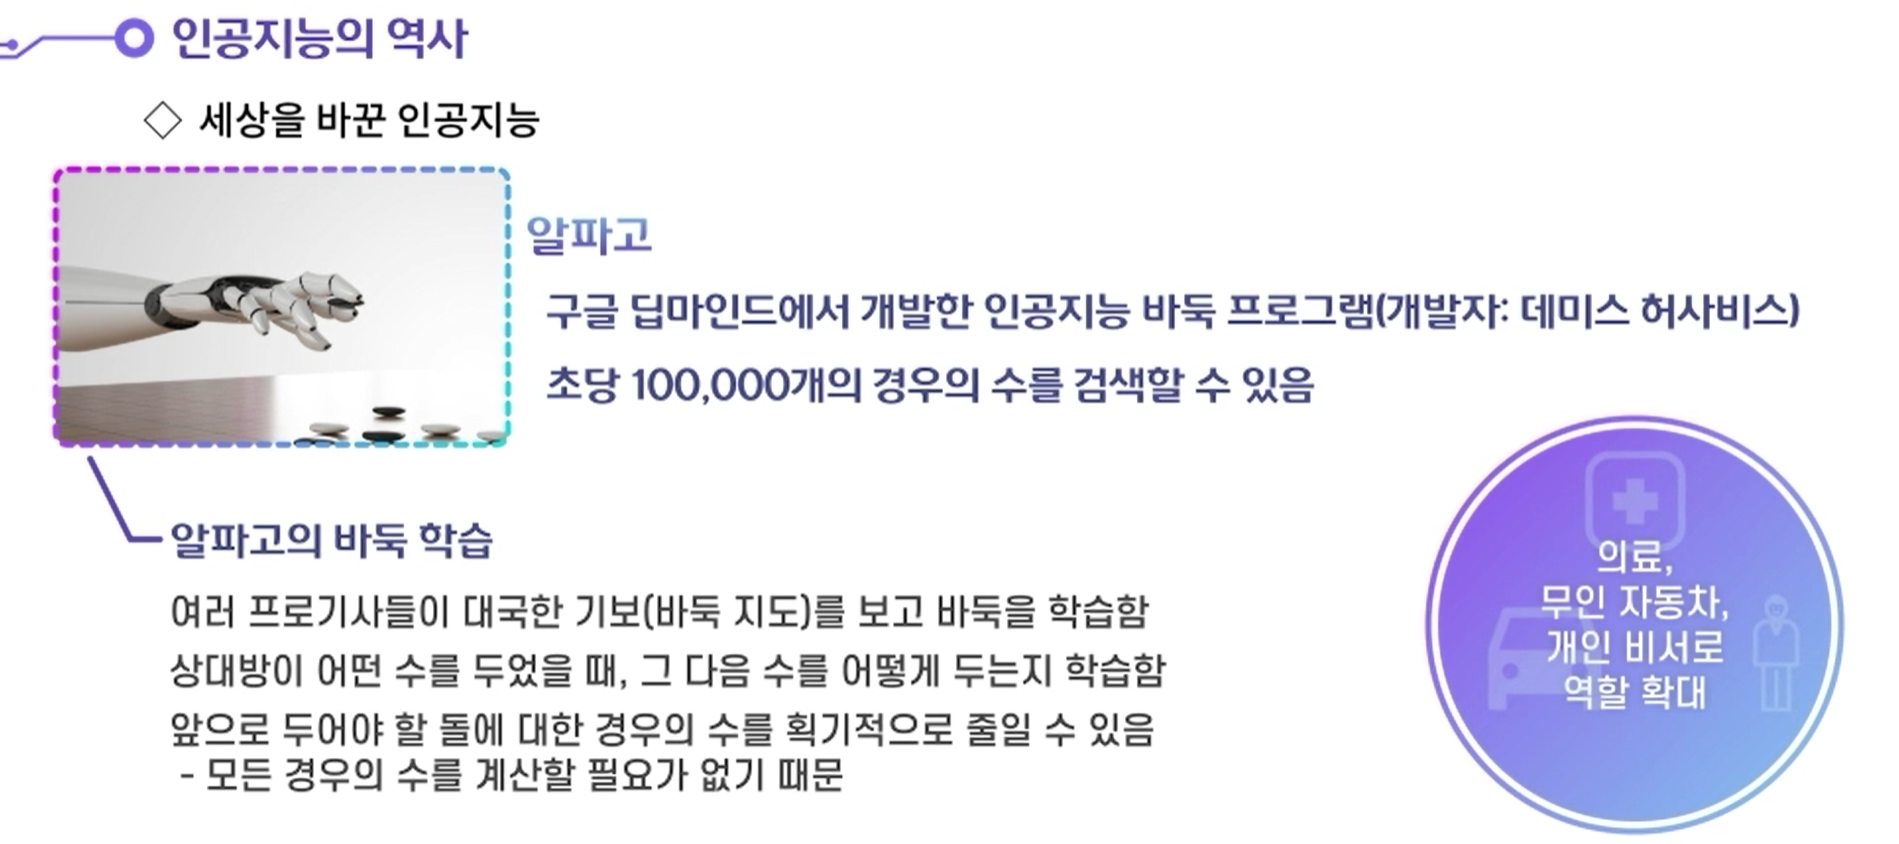 인공지능의 역사
◇ 세상을 바꾼 인공지능
알파고
구글 딥마인드에서 개발한 인공지능 바둑 프로그램(개발자: 데미스 허사비스)
초당 100,000개의 경우의 수를 검색할 수 있음
알파고의 바둑 학습
여러 프로기사들이 대국한 기보(바둑 지도)를 보고 바둑을 학습함
상대방이 어떤 수를 두었을 때, 그 다음 수를 어떻게 두는지 학습함
앞으로 두어야 할 돌에 대한 경우의 수를 획기적으로 줄일 수 있음
- 모든 경우의 수를 계산할 필요가 없기 때문
의료,
무인 자동차,
개인 비서로
역할 확대